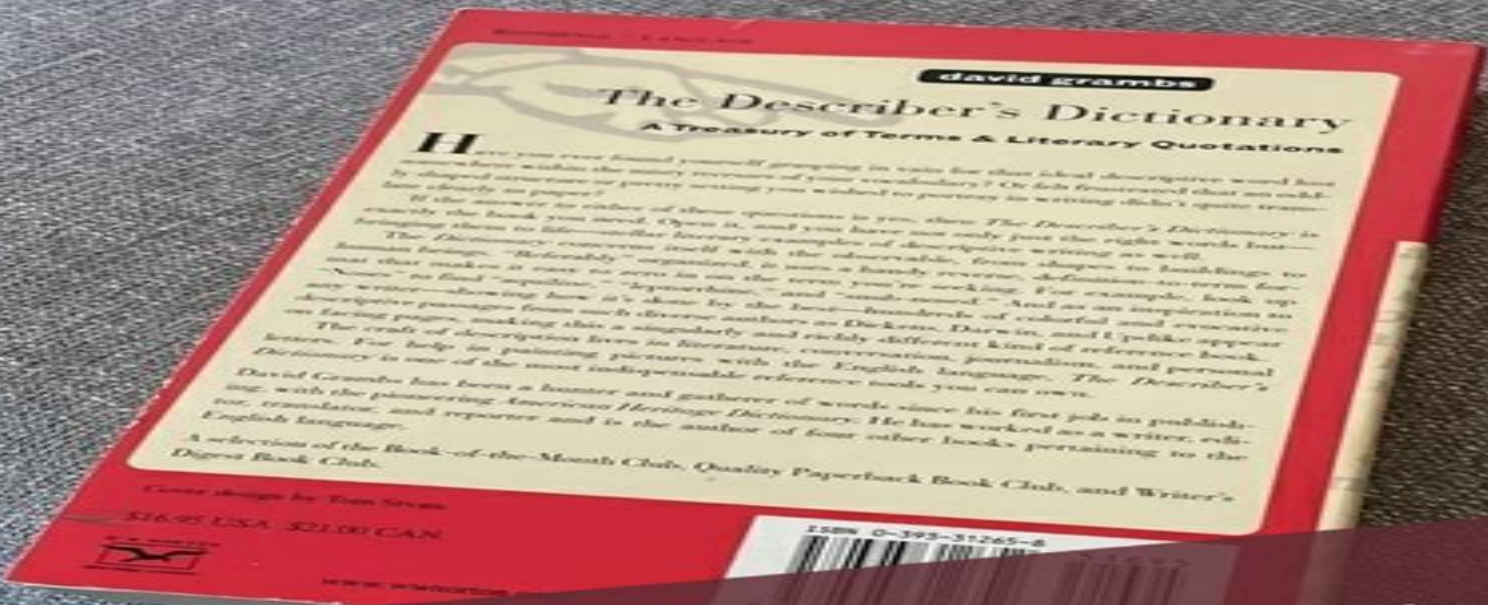 david grambs
The Describer's Dictionary
A Treasury of Terms & Literary Quotations
Have you ever found yourself grasping in vain for that ideal descriptive word
somewhere within the recesses of your vocabulary? Or felt frustrated that an odd-
ly shaped structure or pretty setting you wished to portray in writing didn't quite trans-
late clearly to paper?
If the answer to either of these questions is yes, then The Describer's Dictionary is
exactly the book you need. Open it, and you have not only just the right words but—
bringing them to life—stellar literary examples of descriptive writing as well.
The Dictionary concerns itself with the observable, from shapes to buildings to
human beings. "Referably" organized, it uses a handy reverse, definition-to-term for-
mat that makes it easy to zero in on the term you're seeking. For example, look up
"Nose" to find "aquiline," and "snub-nosed." And as an inspiration to
any writer—showing how it's done by the best—hundreds of colorful and evocative
descriptive passages from such diverse authors as Dickens, Darwin, and Updike appear
on facing pages, making this a singularly and richly different kind of reference book.
The craft of description lives in literature, conversation, journalism, and personal
letters. For help in painting pictures with the English language, The Describer's
Dictionary is one of the most indispensable reference tools you can own.
David Grambs has been a hunter and gatherer of words since his first job in publish-
ing, with the pioneering American Heritage Dictionary. He has worked as a writer, edi-
tor, translator, and reporter and is the author of four other books pertaining to the
English language.
A selection of the Book-of-the-Month Club, Quality Paperback Book Club, and Writer's
Digest Book Club.
Cover design by Tom
$16.95 USA $21.00 CAN
ISBN 0-393-31265-8